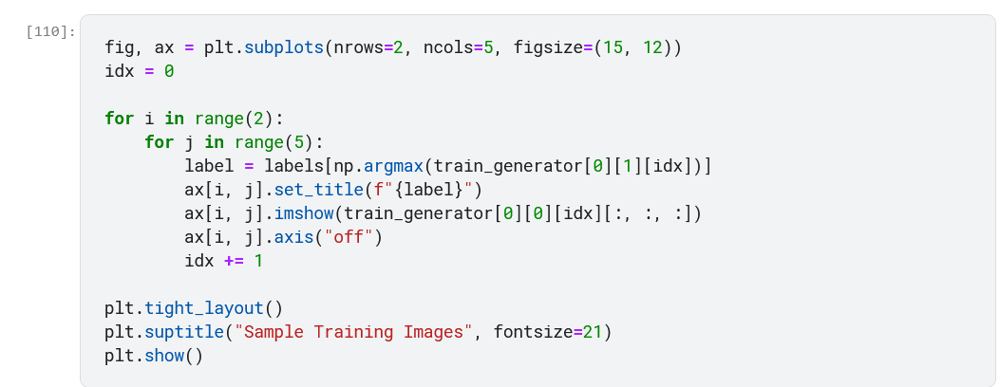 [110]:
fig, ax = plt.subplots(nrows=2, ncols=5, figsize=(15, 12))
idx = 0

for i in range(2):
    for j in range(5):
        label = labels[np.argmax(train_generator[0][1][idx])]
        ax[i, j].set_title(f"{label}")
        ax[i, j].imshow(train_generator[0][0][idx][:, :, :])
        ax[i, j].axis("off")
        idx += 1

plt.tight_layout()
plt.suptitle("Sample Training Images", fontsize=21)
plt.show()